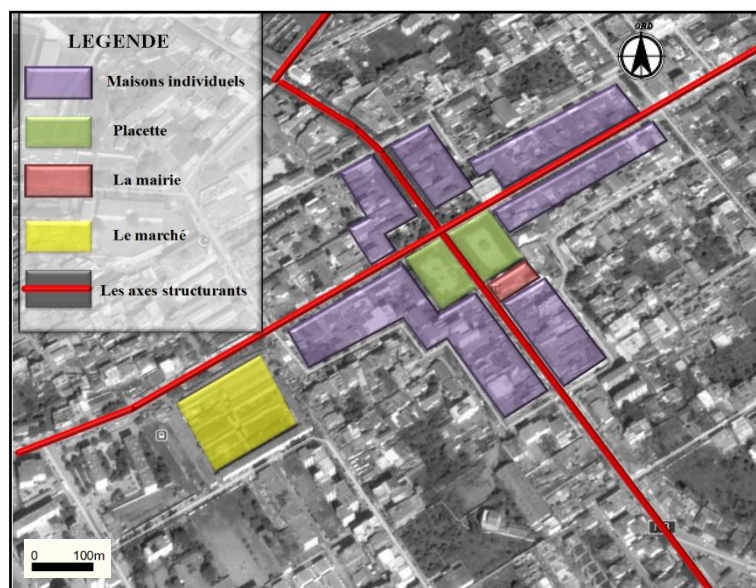 LEGENDE
Maisons individuels
Placette
La mairie
Le marché
Les axes structurants
0 100m